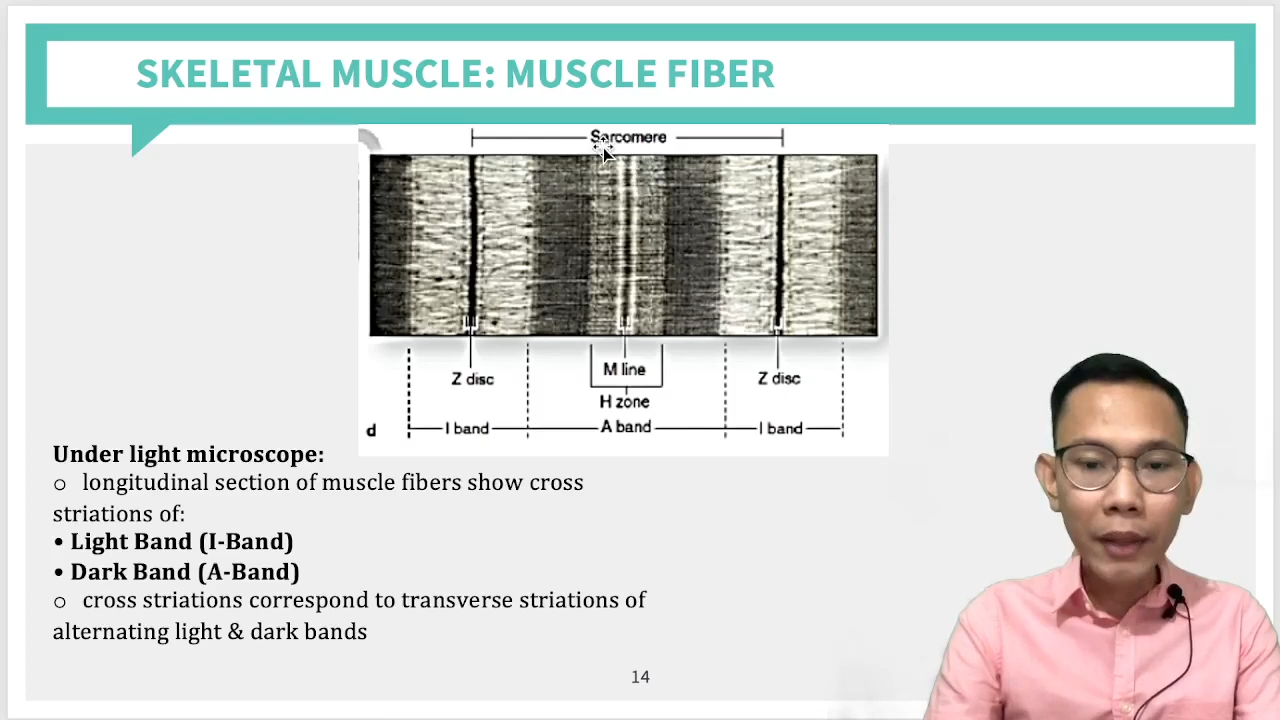 SKELETAL MUSCLE: MUSCLE FIBER
Sarcomere
Z disc
M line
Z disc
H zone
d
I band
A band
I band
Under light microscope:
o longitudinal section of muscle fibers show cross
striations of:
• Light Band (I-Band)
• Dark Band (A-Band)
o cross striations correspond to transverse striations of
alternating light & dark bands
14